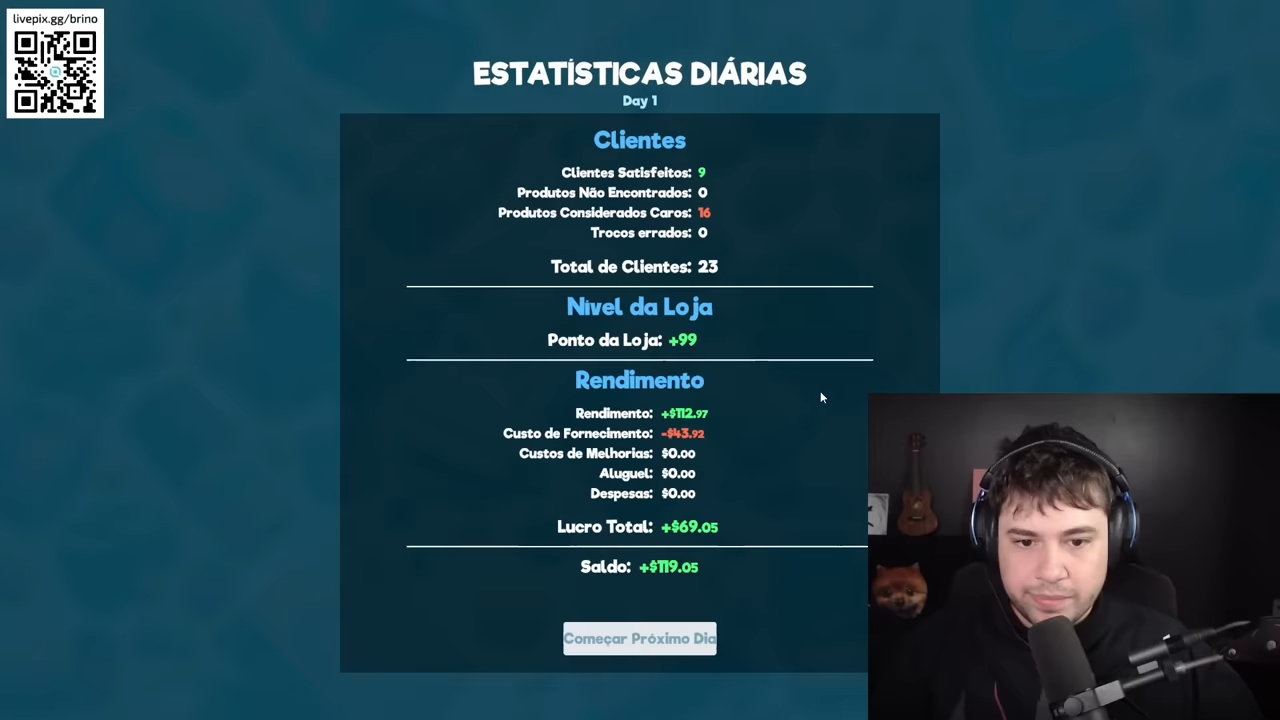 livepix.gg/brino
ESTATÍSTICAS DIÁRIAS
Day 1
Clientes
Clientes Satisfeitos: 9
Produtos Não Encontrados: 0
Produtos Considerados Caros: 16
Trocos errados: 0
Total de Clientes: 23
Nível da Loja
Ponto da Loja: +99
Rendimento
Rendimento: +$112.97
Custo de Fornecimento: -$43.92
Custos de Melhorias: $0.00
Aluguel: $0.00
Despesas: $0.00
Lucro Total: +$69.05
Saldo: +$119.05
Começar Próximo Dia